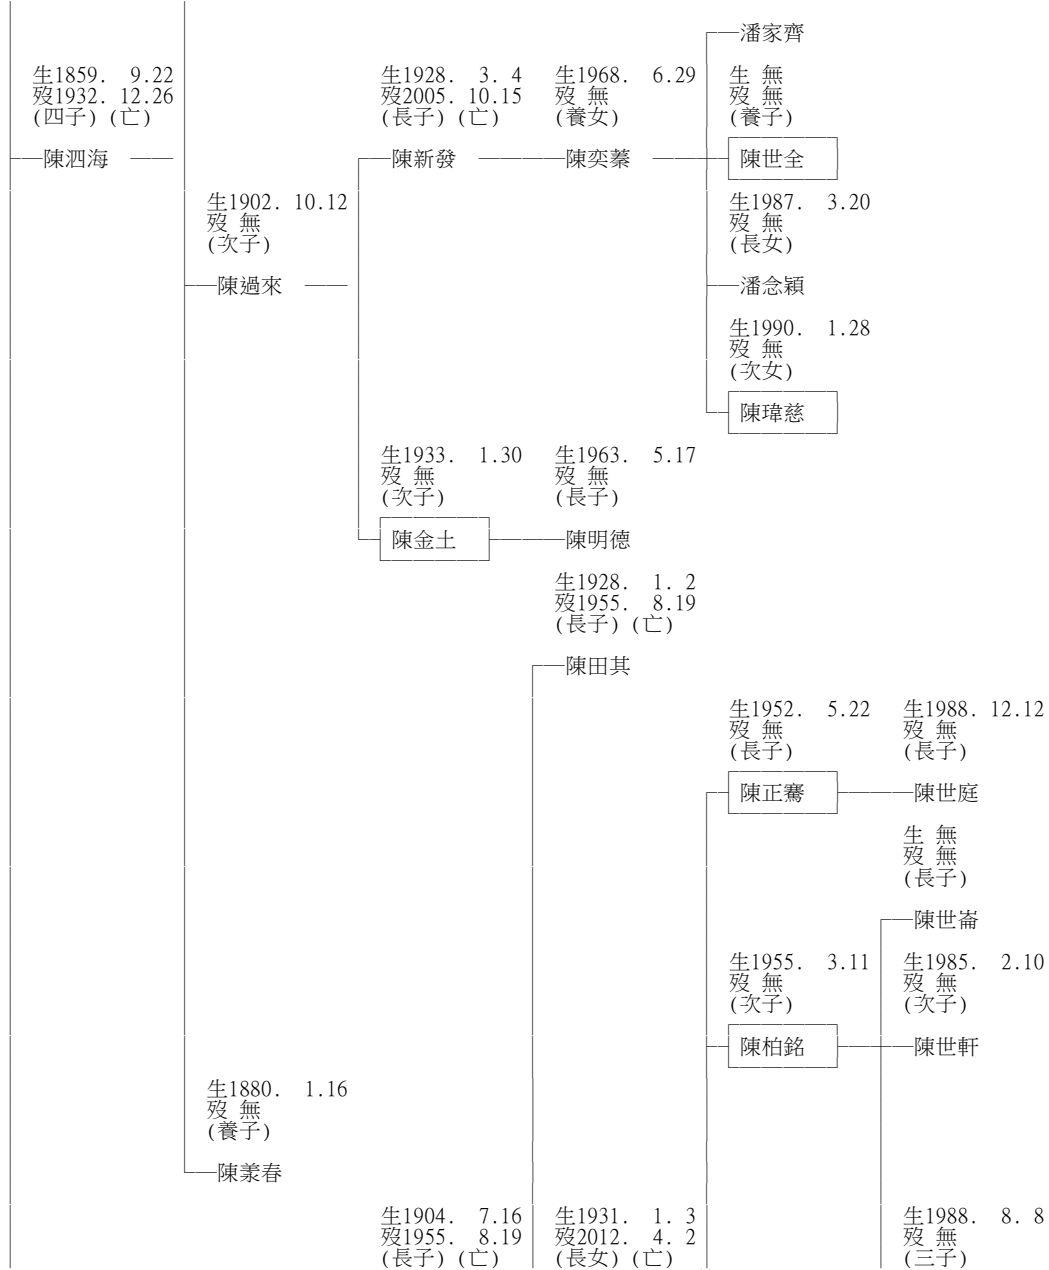 潘家齊
生1859. 9.22 生1928. 3. 4 生1968. 6.29 生 無
歿1932. 12.26 歿2005. 10.15 歿 無 歿 無
(四子)(亡) (長子)(亡) (養女) (養子)
陳泗海 陳新發 陳奕蓁 陳世全
生1902. 10.12 生1987. 3.20
歿 無 歿 無
(次子) (長女)
陳過來 潘念穎
生1990. 1.28
歿 無
(次女)
陳瑋慈
生1933. 1.30 生1963. 5.17
歿 無 歿 無
(次子) (長子)
陳金土 陳明德
生1928. 1. 2
歿1955. 8.19
(長子)(亡)
陳田其
生1952. 5.22 生1988. 12.12
歿 無 歿 無
(長子) (長子)
陳正騫 陳世庭
生 無
歿 無
(長子)
陳世崙
生1955. 3.11 生1985. 2.10
歿 無 歿 無
(次子) (次子)
陳柏銘 陳世軒
生1880. 1.16
歿 無
(養子)
陳羕春
生1904. 7.16 生1931. 1. 3 生1988. 8. 8
歿1955. 8.19 歿2012. 4. 2 歿 無
(長子)(亡) (長女)(亡) (三子)